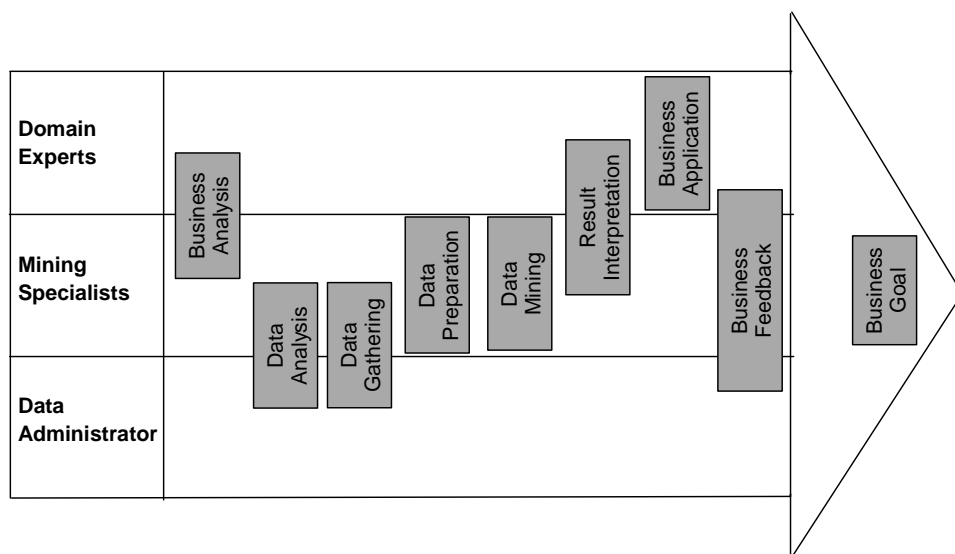 Domain
Experts
Mining
Specialists
Data
Administrator
Business
Analysis
Data
Analysis
Data
Gathering
Data
Preparation
Data
Mining
Result
Interpretation
Business
Application
Business
Feedback
Business
Goal